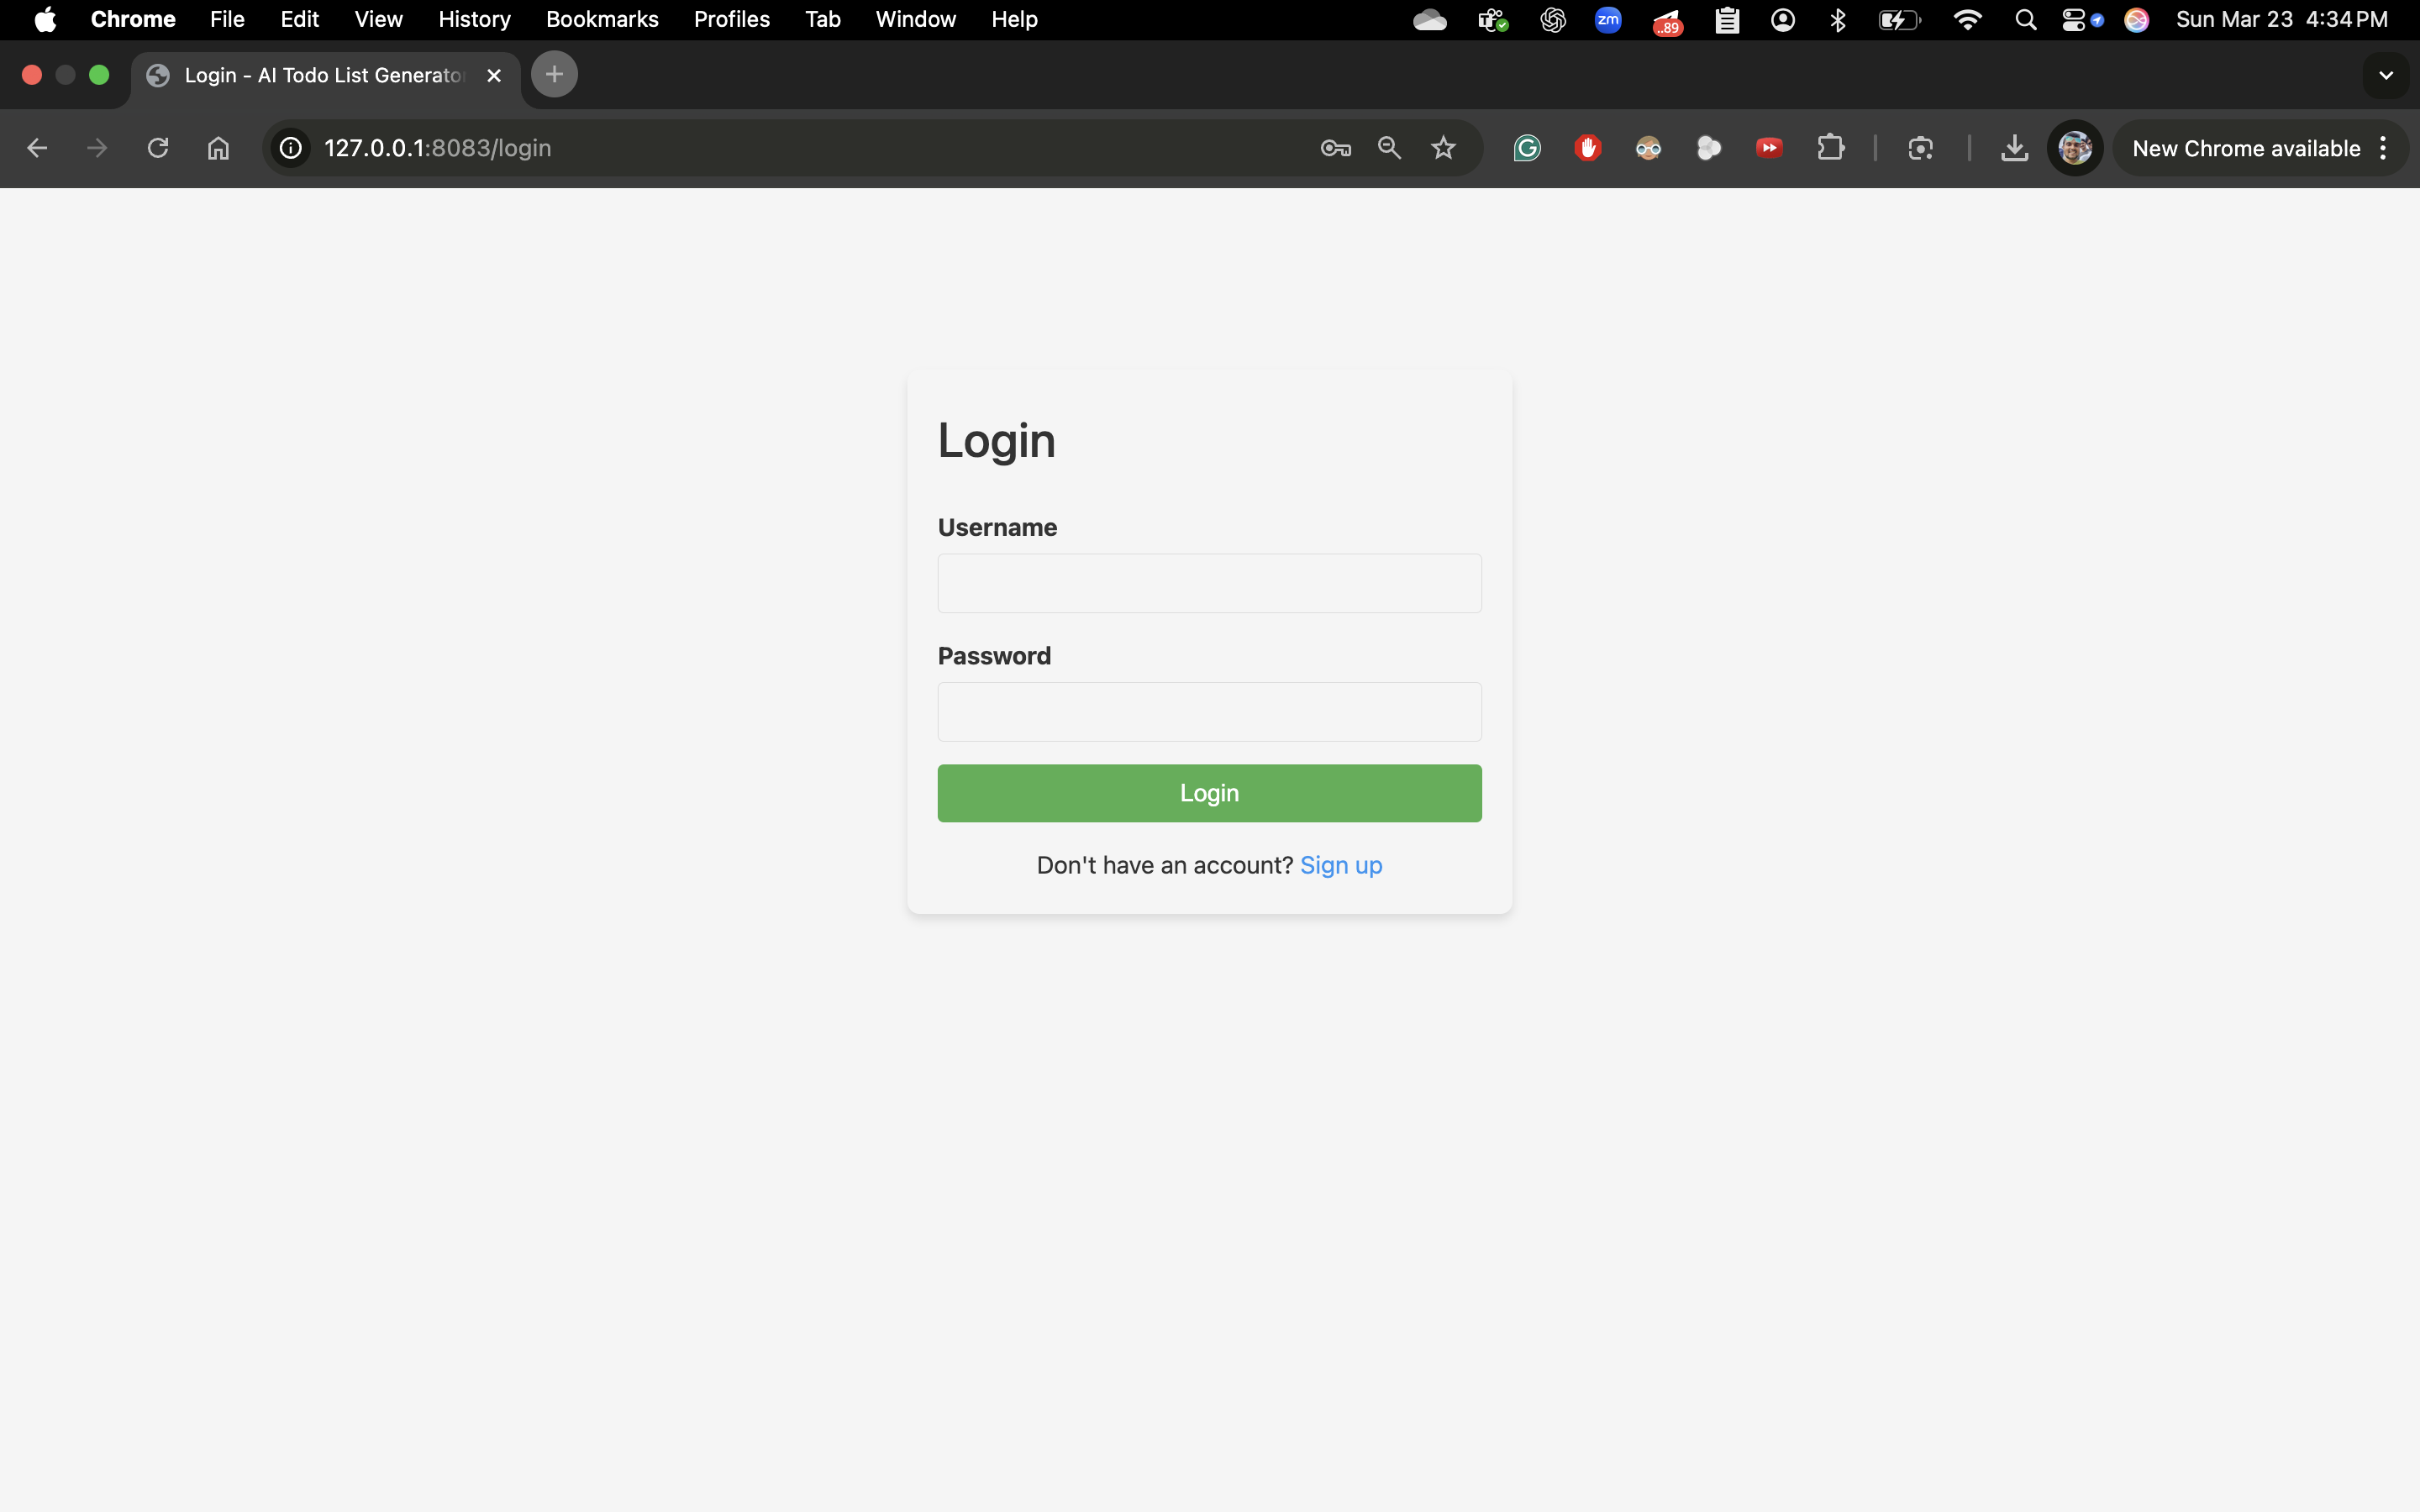 Chrome File Edit View History Bookmarks Profiles Tab Window Help zm ..89 Sun Mar 23 4:34 PM
Login - AI Todo List Generator
127.0.0.1:8083/login New Chrome available
Login
Username
Password
Login
Don't have an account? Sign up